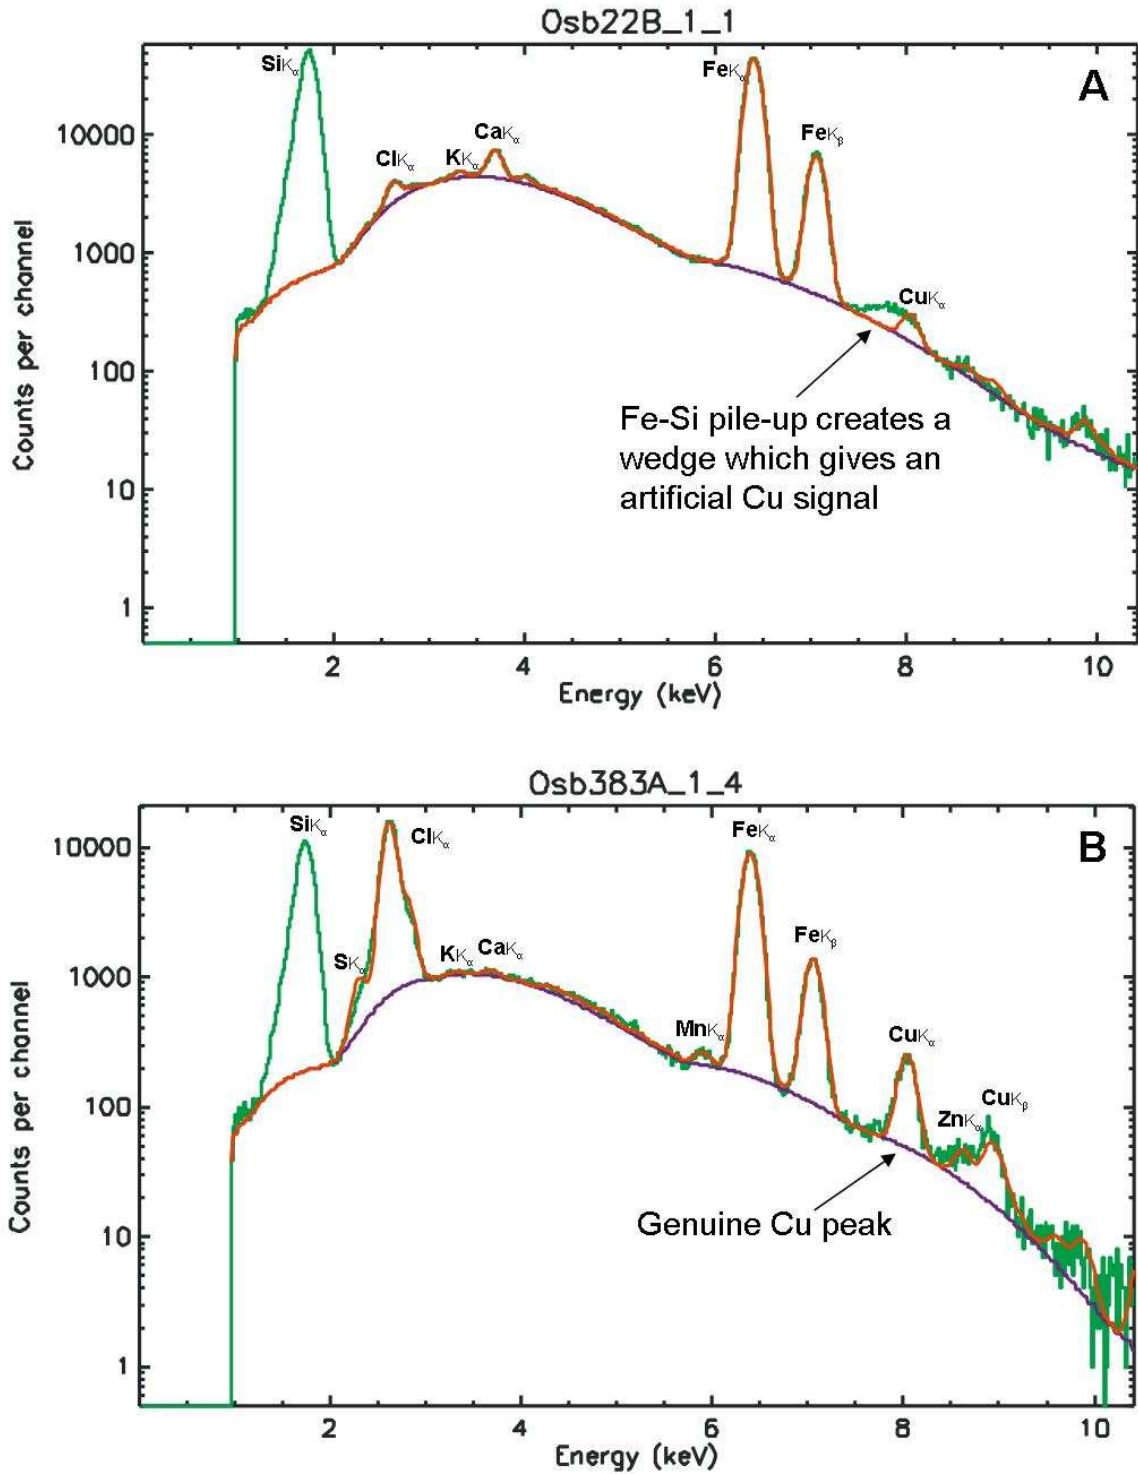 Osb22B_1_1
A
SiKα
ClKα
KKα
CaKα
FeKα
FeKβ
CuKα
Fe-Si pile-up creates a
wedge which gives an
artificial Cu signal
Counts per channel
10000
1000
100
10
1
2 4 6 8 10
Energy (keV)
Osb383A_1_4
B
SiKα
SKα
ClKα
KKα
CaKα
MnKα
FeKα
FeKβ
CuKα
ZnKα
CuKβ
Genuine Cu peak
Counts per channel
10000
1000
100
10
1
2 4 6 8 10
Energy (keV)